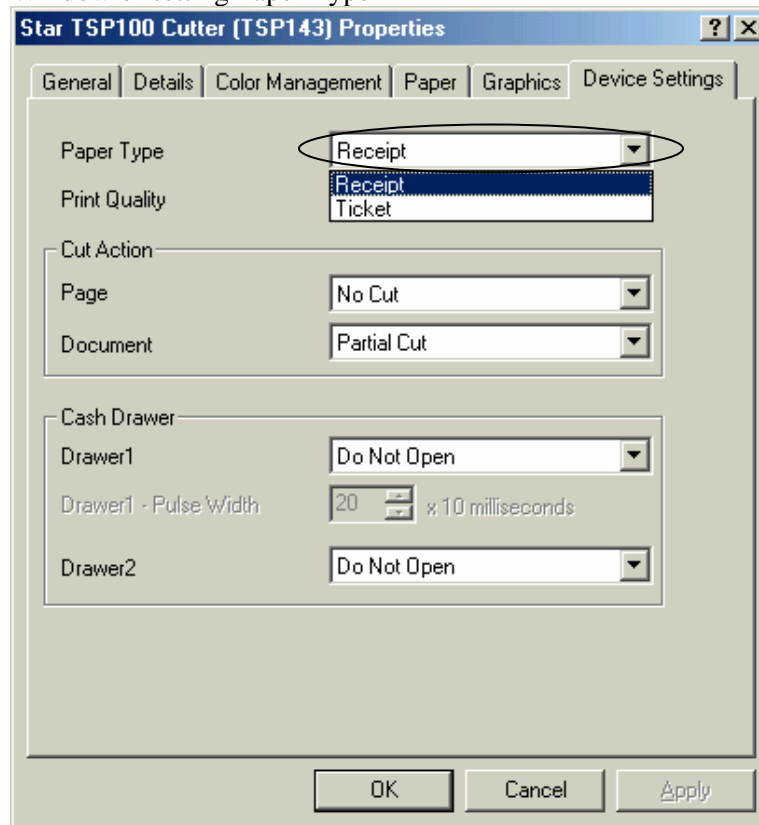 Star TSP100 Cutter (TSP143) Properties ? ×
General Details Color Management Paper Graphics Device Settings
Paper Type Receipt
Receipt
Print Quality Ticket
Cut Action
Page No Cut
Document Partial Cut
Cash Drawer
Drawer1 Do Not Open
Drawer1 - Pulse Width 20 x 10 milliseconds
Drawer2 Do Not Open
OK Cancel Apply